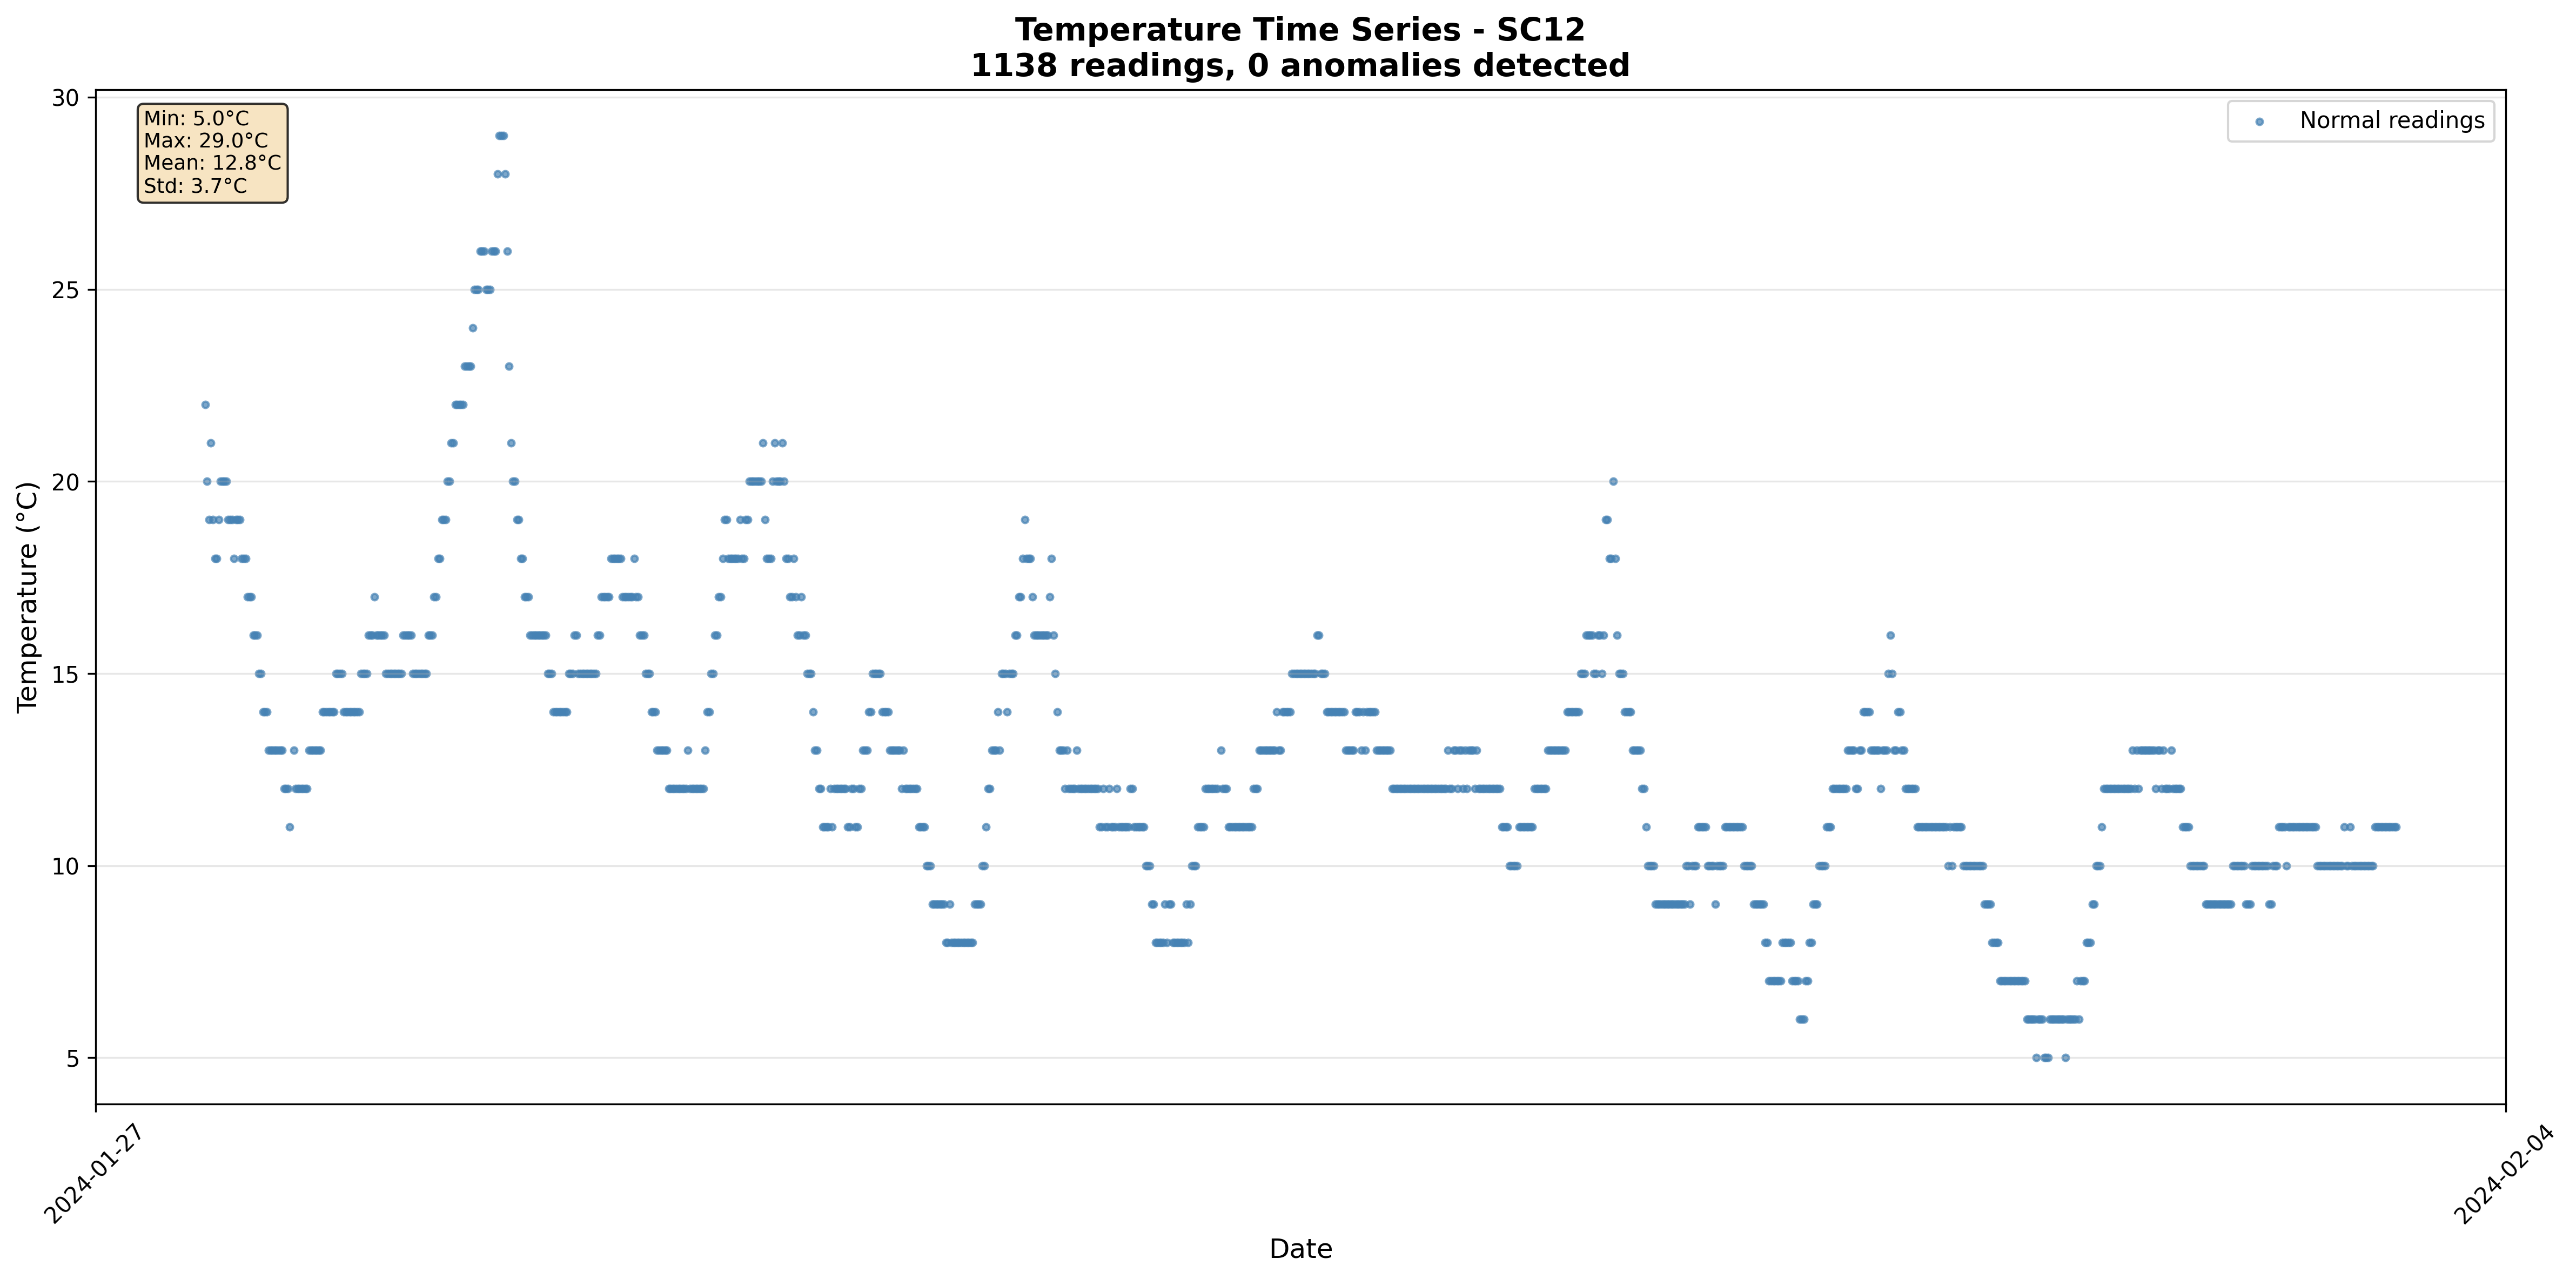 Temperature Time Series - SC12
1138 readings, 0 anomalies detected
Min: 5.0°C
Max: 29.0°C
Mean: 12.8°C
Std: 3.7°C
Normal readings
Temperature (°C)
30
25
20
15
10
5
2024-01-27
2024-02-04
Date